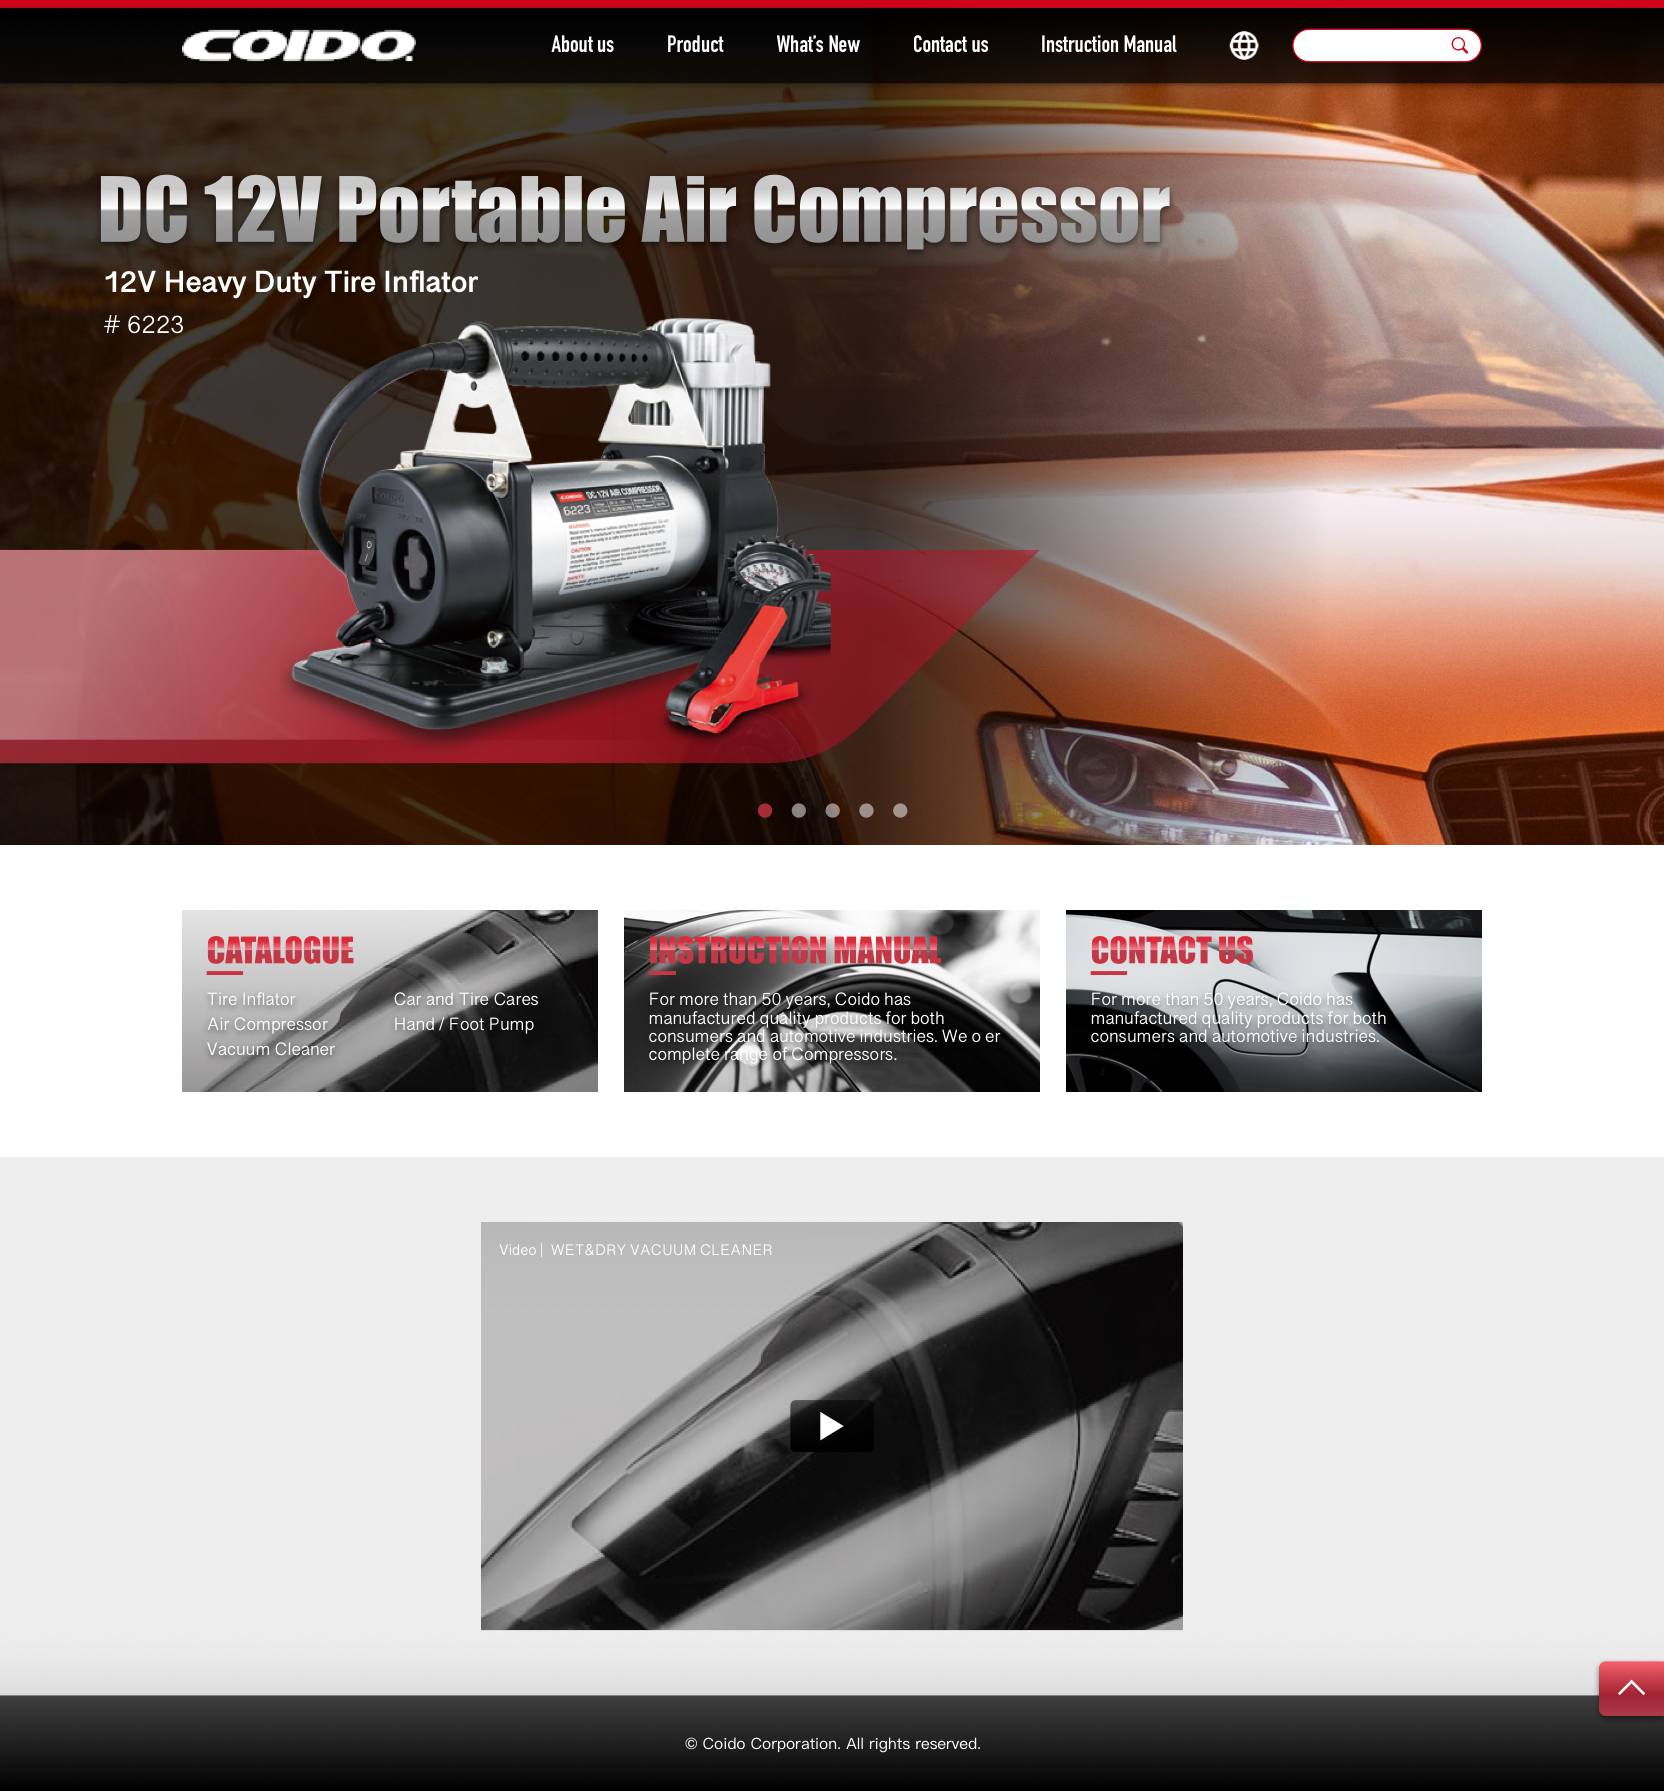 COIDO.
About us
Product
What's New
Contact us
Instruction Manual
DC 12V Portable Air Compressor
12V Heavy Duty Tire Inflator
# 6223
COIDO DC 12V AIR COMPRESSOR
6223
WARNING:
CAUTION:
SAFETY:
CATALOGUE
Tire Inflator
Air Compressor
Vacuum Cleaner
Car and Tire Cares
Hand / Foot Pump
INSTRUCTION MANUAL
For more than 50 years, Coido has
manufactured quality products for both
consumers and automotive industries. We o er
complete range of Compressors.
CONTACT US
For more than 50 years, Coido has
manufactured quality products for both
consumers and automotive industries.
Video | WET&DRY VACUUM CLEANER
© Coido Corporation. All rights reserved.